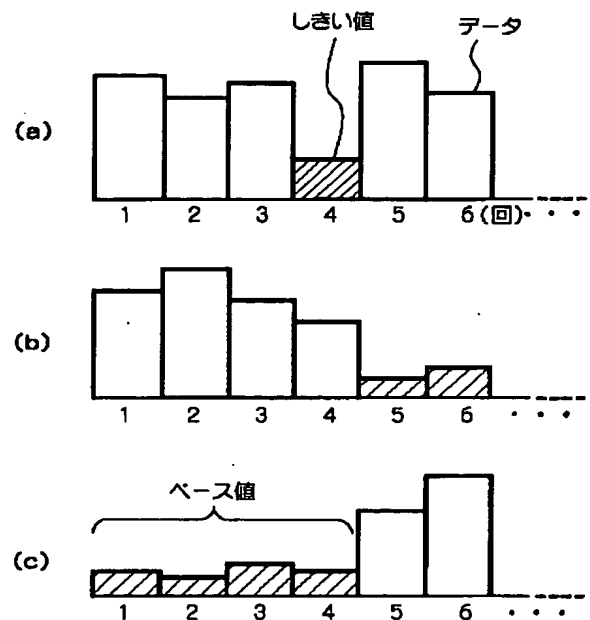 しきい値 データ
(a)
1 2 3 4 5 6(回)・・・
(b)
1 2 3 4 5 6 ・・・
ベース値
(c)
1 2 3 4 5 6 ・・・